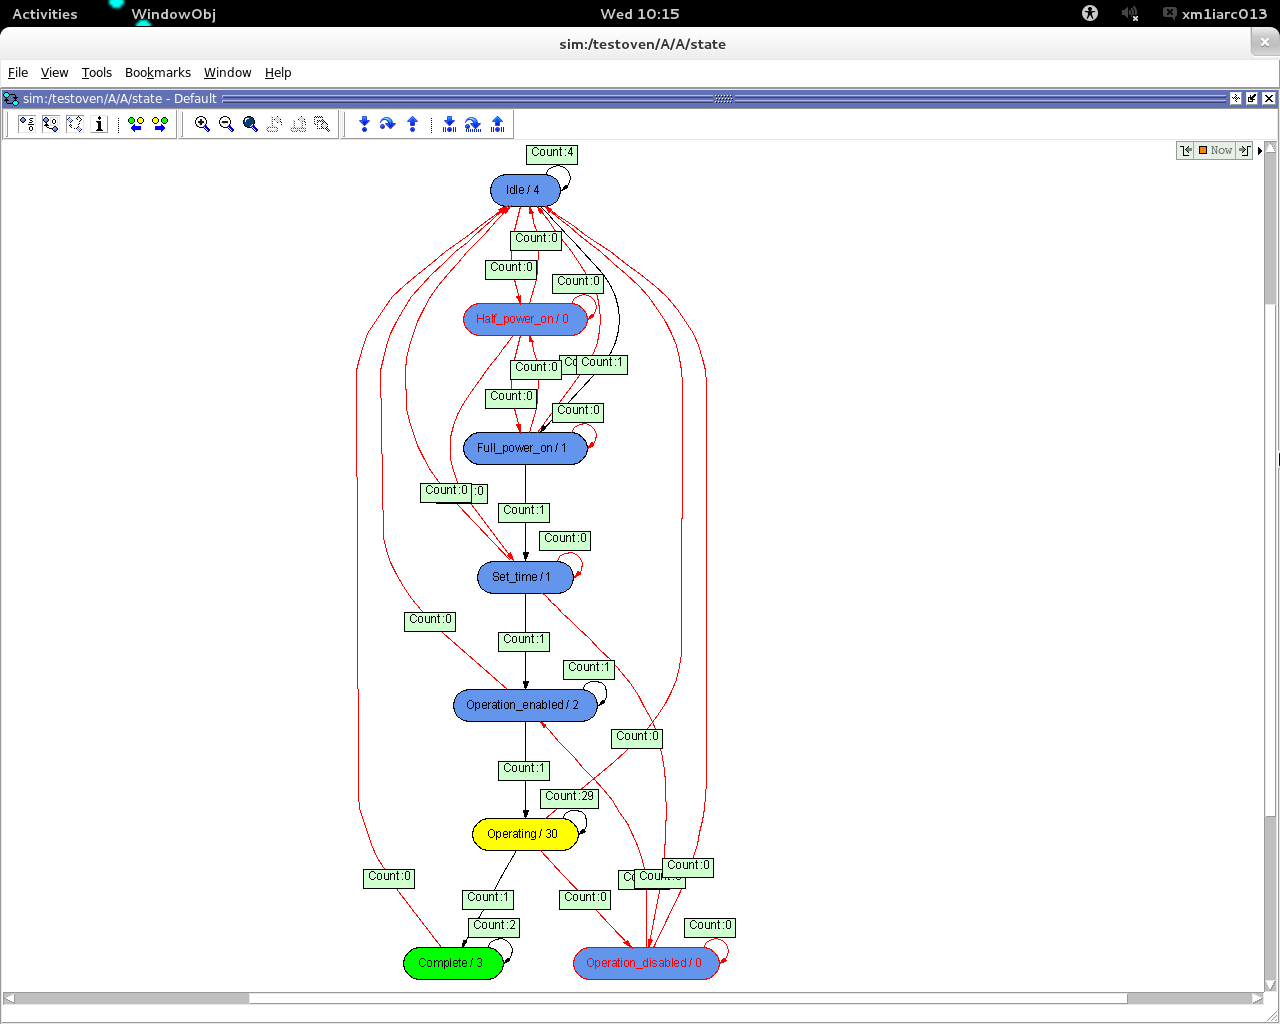 Activities WindowObj Wed 10:15 xm1iarc013
sim:/testoven/A/A/state
File View Tools Bookmarks Window Help
sim:/testoven/A/A/state - Default
Now
Count:4
Idle / 4
Count:0
Count:0
Count:0
Half_power_on / 0
Count:0 Count:1
Count:0
Count:0
Full_power_on / 1
Count:0 :0
Count:1
Count:0
Set_time / 1
Count:0
Count:1
Count:1
Operation_enabled / 2
Count:0
Count:1
Count:29
Operating / 30
Count:0
Count:0
Count:1
Count:0
Count:2
Count:0
Complete / 3
Operation_disabled / 0